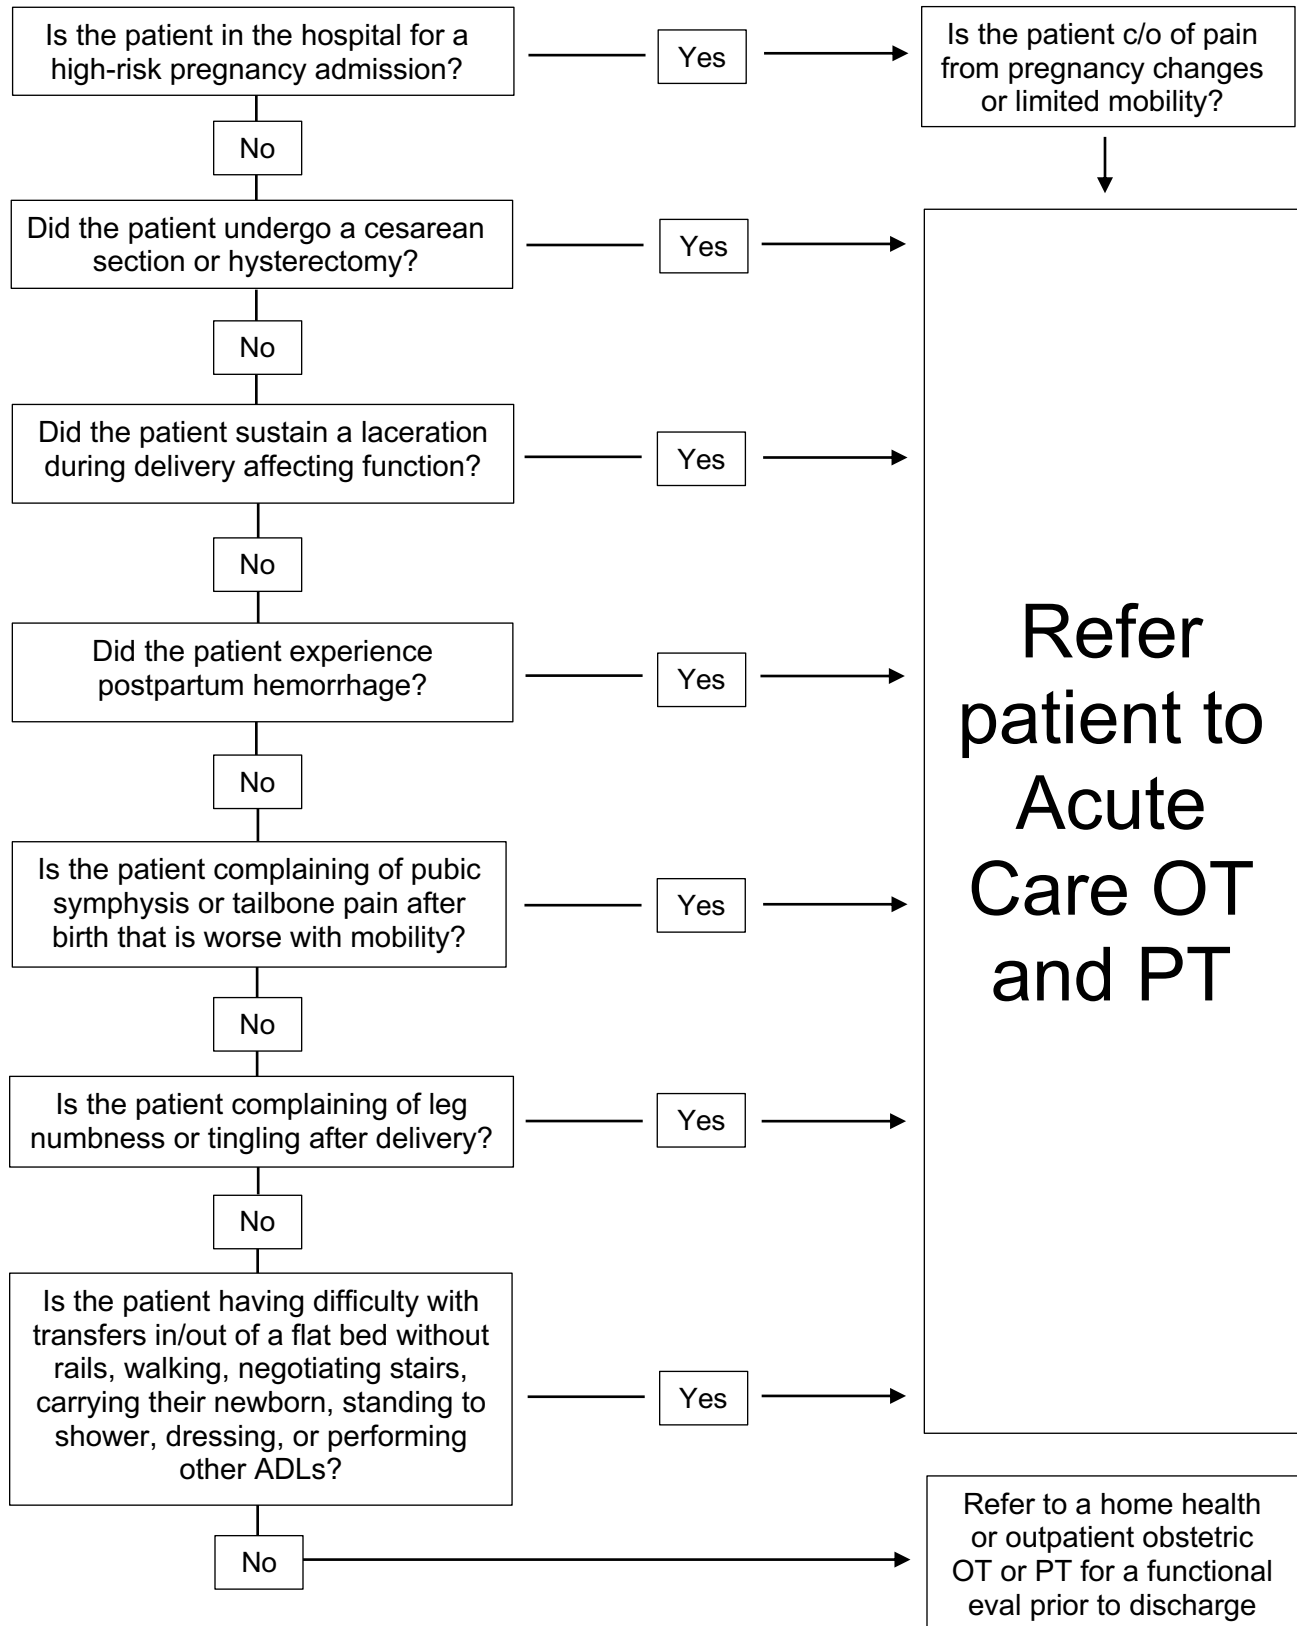 Is the patient in the hospital for a
high-risk pregnancy admission?
Yes
Is the patient c/o of pain
from pregnancy changes
or limited mobility?
No
Did the patient undergo a cesarean
section or hysterectomy?
Yes
No
Did the patient sustain a laceration
during delivery affecting function?
Yes
No
Did the patient experience
postpartum hemorrhage?
Yes
Refer
patient to
Acute
Care OT
and PT
No
Is the patient complaining of pubic
symphysis or tailbone pain after
birth that is worse with mobility?
Yes
No
Is the patient complaining of leg
numbness or tingling after delivery?
Yes
No
Is the patient having difficulty with
transfers in/out of a flat bed without
rails, walking, negotiating stairs,
carrying their newborn, standing to
shower, dressing, or performing
other ADLs?
Yes
No
Refer to a home health
or outpatient obstetric
OT or PT for a functional
eval prior to discharge